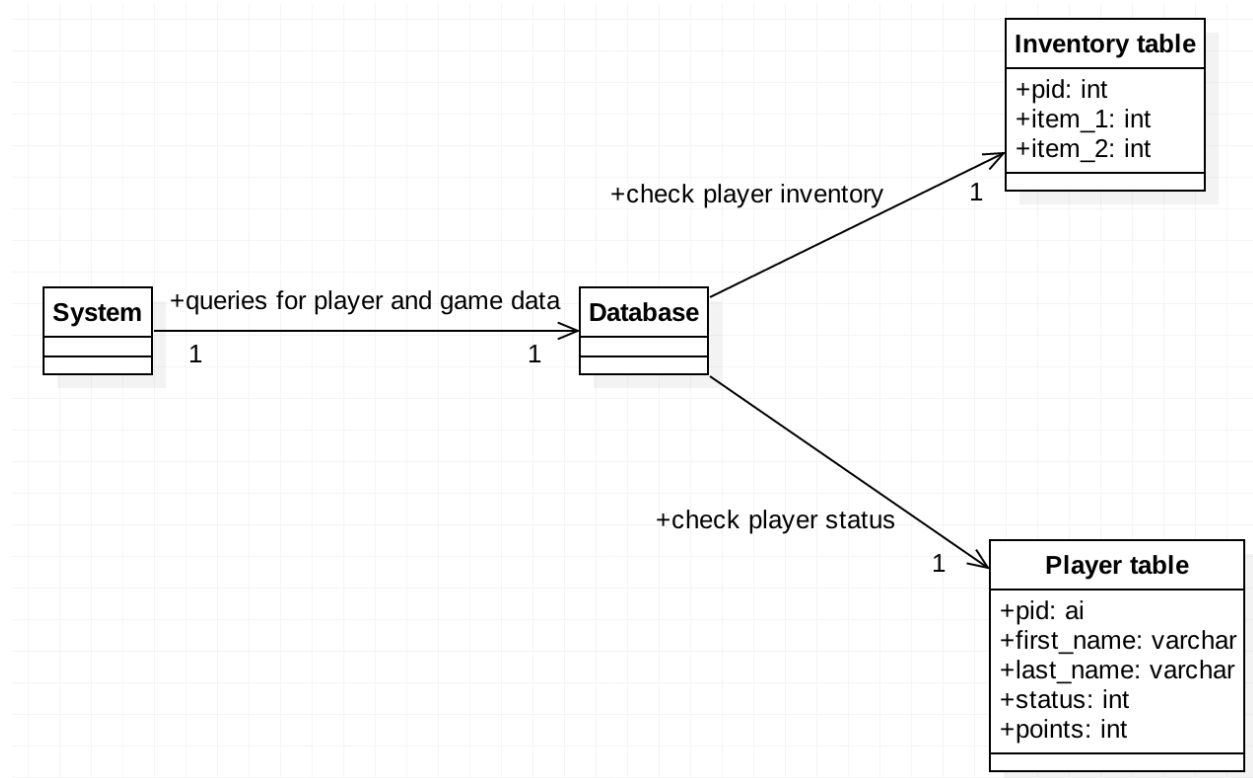 Inventory table
+pid: int
+item_1: int
+item_2: int
+check player inventory
1
System
+queries for player and game data
1
1
Database
+check player status
1
Player table
+pid: ai
+first_name: varchar
+last_name: varchar
+status: int
+points: int